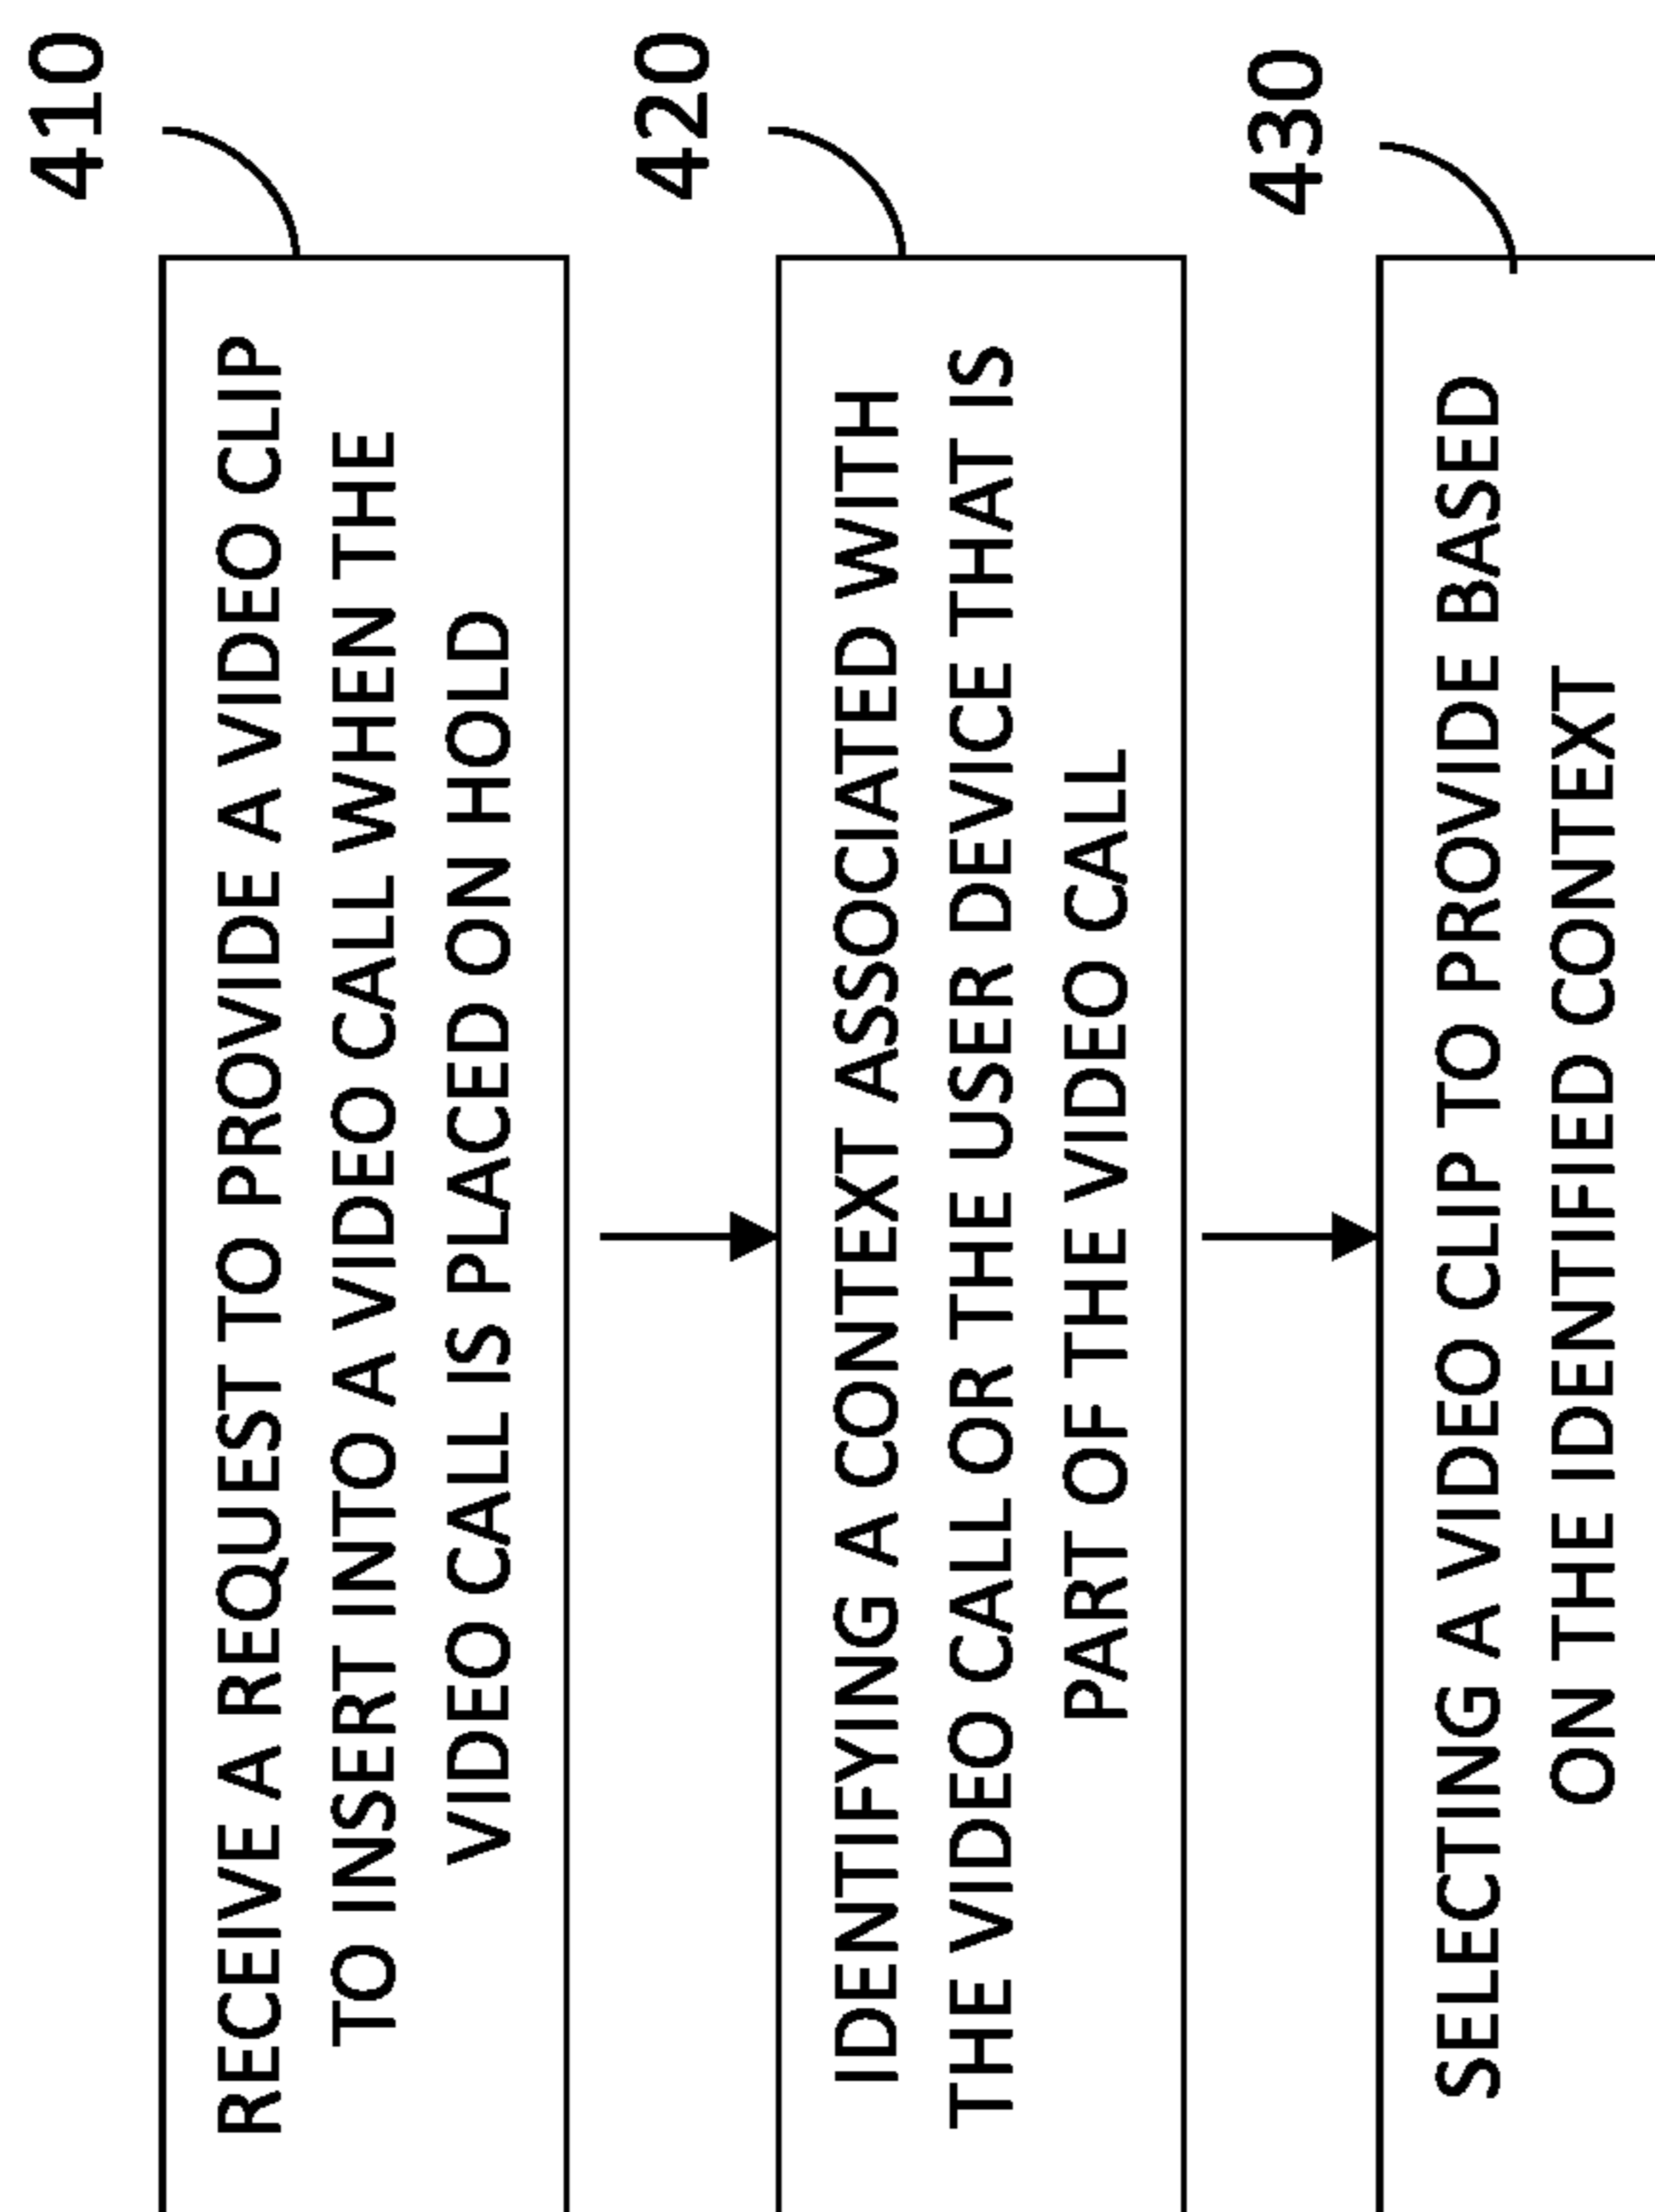 410
RECEIVE A REQUEST TO PROVIDE A VIDEO CLIP
TO INSERT INTO A VIDEO CALL WHEN THE
VIDEO CALL IS PLACED ON HOLD
420
IDENTIFYING A CONTEXT ASSOCIATED WITH
THE VIDEO CALL OR THE USER DEVICE THAT IS
PART OF THE VIDEO CALL
430
SELECTING A VIDEO CLIP TO PROVIDE BASED
ON THE IDENTIFIED CONTEXT